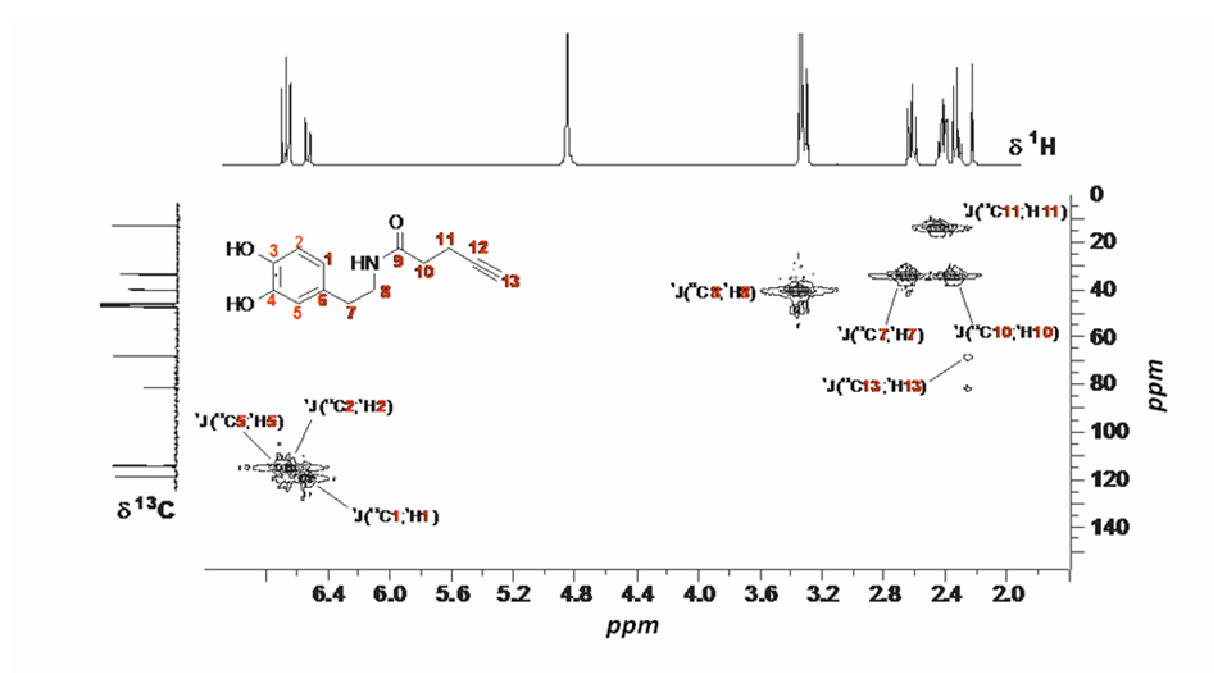 δ ¹H
0
20
40
60
80
100
120
140
ppm
¹J(¹³C11;¹H11)
¹J(¹³C8;¹H8)
¹J(¹³C7;¹H7)
¹J(¹³C10;¹H10)
¹J(¹³C13;¹H13)
¹J(¹³C2;¹H2)
¹J(¹³C5;¹H5)
¹J(¹³C1;¹H1)
O
HO
HO
HN
1
2
3
4
5
6
7
8
9
10
11
12
13
δ ¹³C
6.4 6.0 5.6 5.2 4.8 4.4 4.0 3.6 3.2 2.8 2.4 2.0
ppm